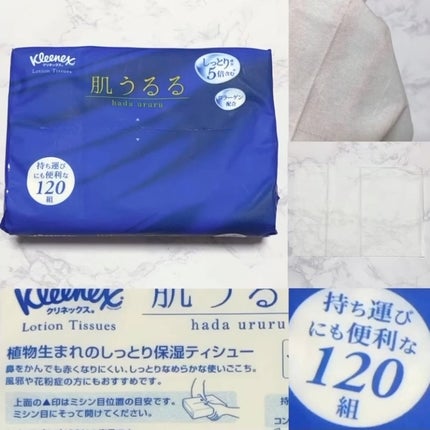 Kleenex
クリネックス®
Lotion Tissues
肌うるる
hada ururu
しっとり
5倍
コラーゲン
配合
持ち運び
にも便利な
120
組
Kleenex
クリネックス®
Lotion Tissues
肌うる
hada ururu
植物生まれのしっとり保湿ティシュー
鼻をかんでも赤くなりにくい、しっとりなめらかな使いごこち。
風邪や花粉症の方にもおすすめです。
上面の▲印はミシン目位置の目安です。
ミシン目にそって開けてください。
持ち運び
にも便利な
120
組